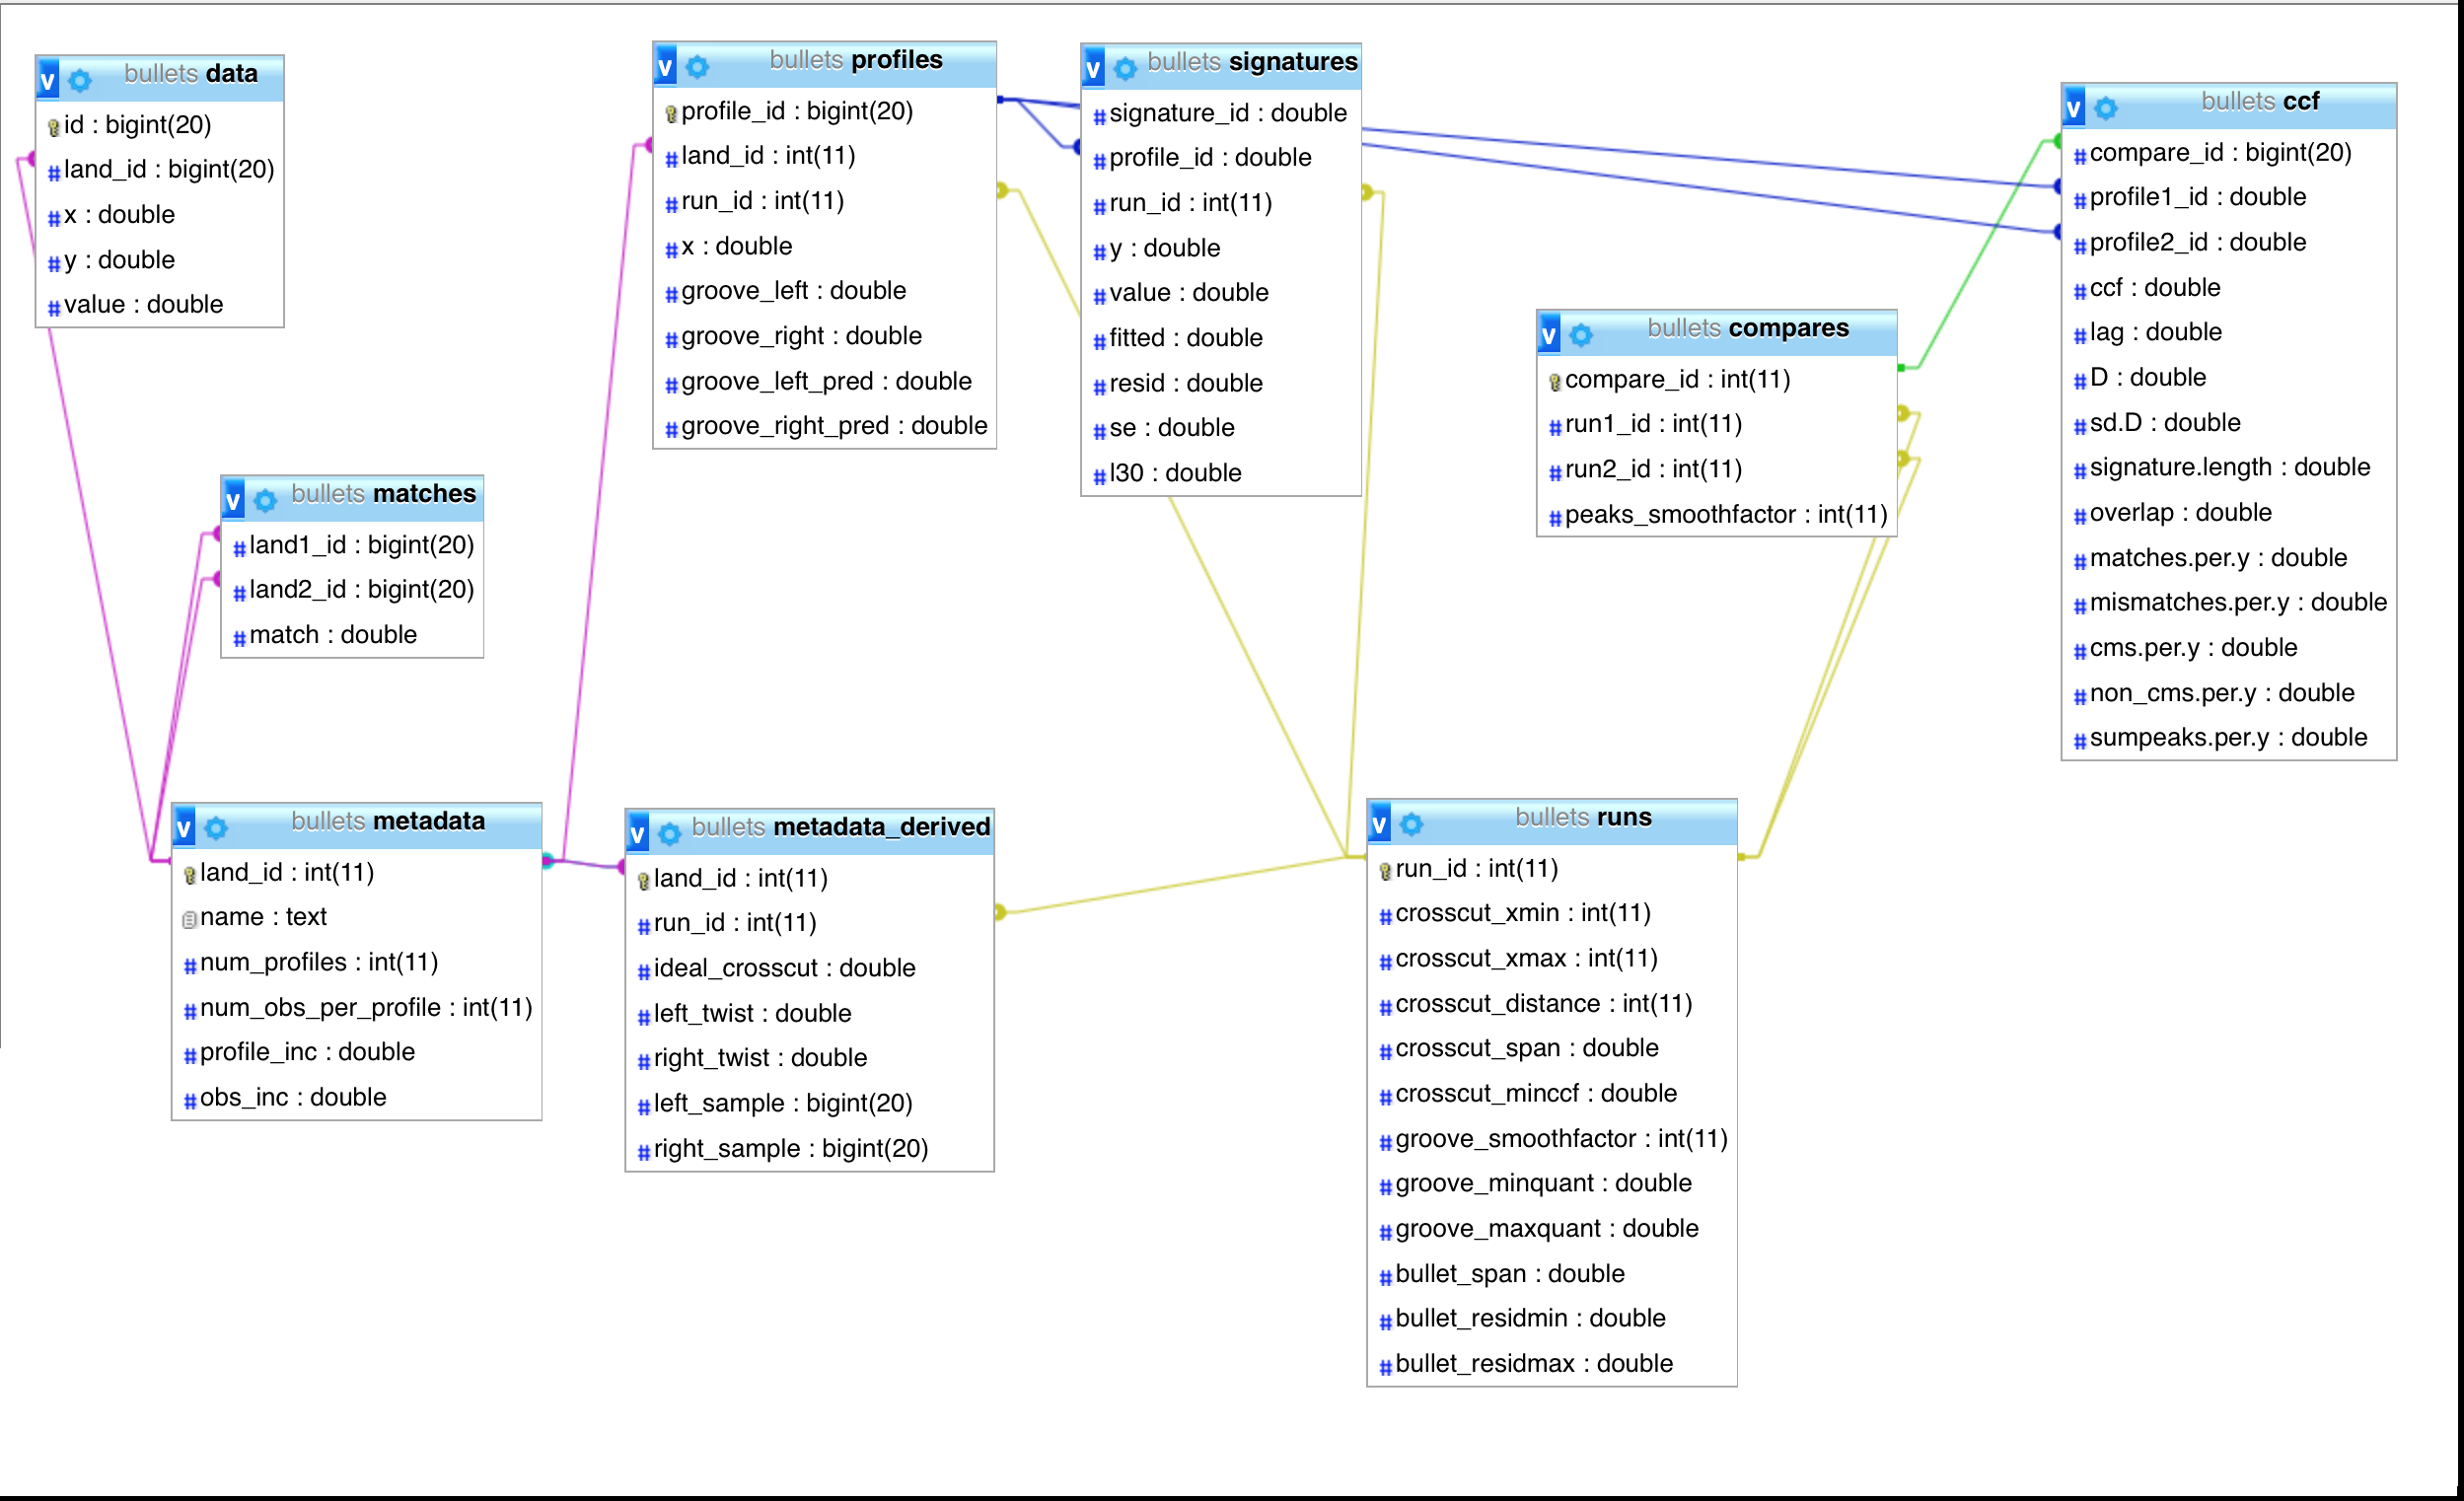 bullets data
id : bigint(20)
land_id : bigint(20)
x : double
y : double
value : double
bullets profiles
profile_id : bigint(20)
land_id : int(11)
run_id : int(11)
x : double
groove_left : double
groove_right : double
groove_left_pred : double
groove_right_pred : double
bullets signatures
signature_id : double
profile_id : double
run_id : int(11)
y : double
value : double
fitted : double
resid : double
se : double
l30 : double
bullets ccf
compare_id : bigint(20)
profile1_id : double
profile2_id : double
ccf : double
lag : double
D : double
sd.D : double
signature.length : double
overlap : double
matches.per.y : double
mismatches.per.y : double
cms.per.y : double
non_cms.per.y : double
sumpeaks.per.y : double
bullets compares
compare_id : int(11)
run1_id : int(11)
run2_id : int(11)
peaks_smoothfactor : int(11)
bullets matches
land1_id : bigint(20)
land2_id : bigint(20)
match : double
bullets metadata
land_id : int(11)
name : text
num_profiles : int(11)
num_obs_per_profile : int(11)
profile_inc : double
obs_inc : double
bullets metadata_derived
land_id : int(11)
run_id : int(11)
ideal_crosscut : double
left_twist : double
right_twist : double
left_sample : bigint(20)
right_sample : bigint(20)
bullets runs
run_id : int(11)
crosscut_xmin : int(11)
crosscut_xmax : int(11)
crosscut_distance : int(11)
crosscut_span : double
crosscut_minccf : double
groove_smoothfactor : int(11)
groove_minquant : double
groove_maxquant : double
bullet_span : double
bullet_residmin : double
bullet_residmax : double